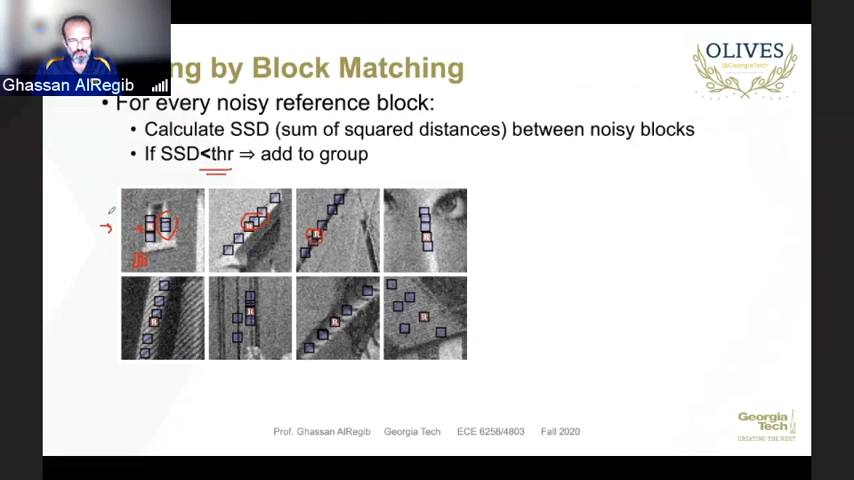 ing by Block Matching
OLIVES
@GeorgiaTech
Ghassan AlRegib
• For every noisy reference block:
• Calculate SSD (sum of squared distances) between noisy blocks
• If SSD<thr ⇒ add to group
R
R
R
R
R
R
R
R
Prof. Ghassan AlRegib Georgia Tech ECE 6258/4803 Fall 2020
Georgia
Tech
CREATING THE NEXT